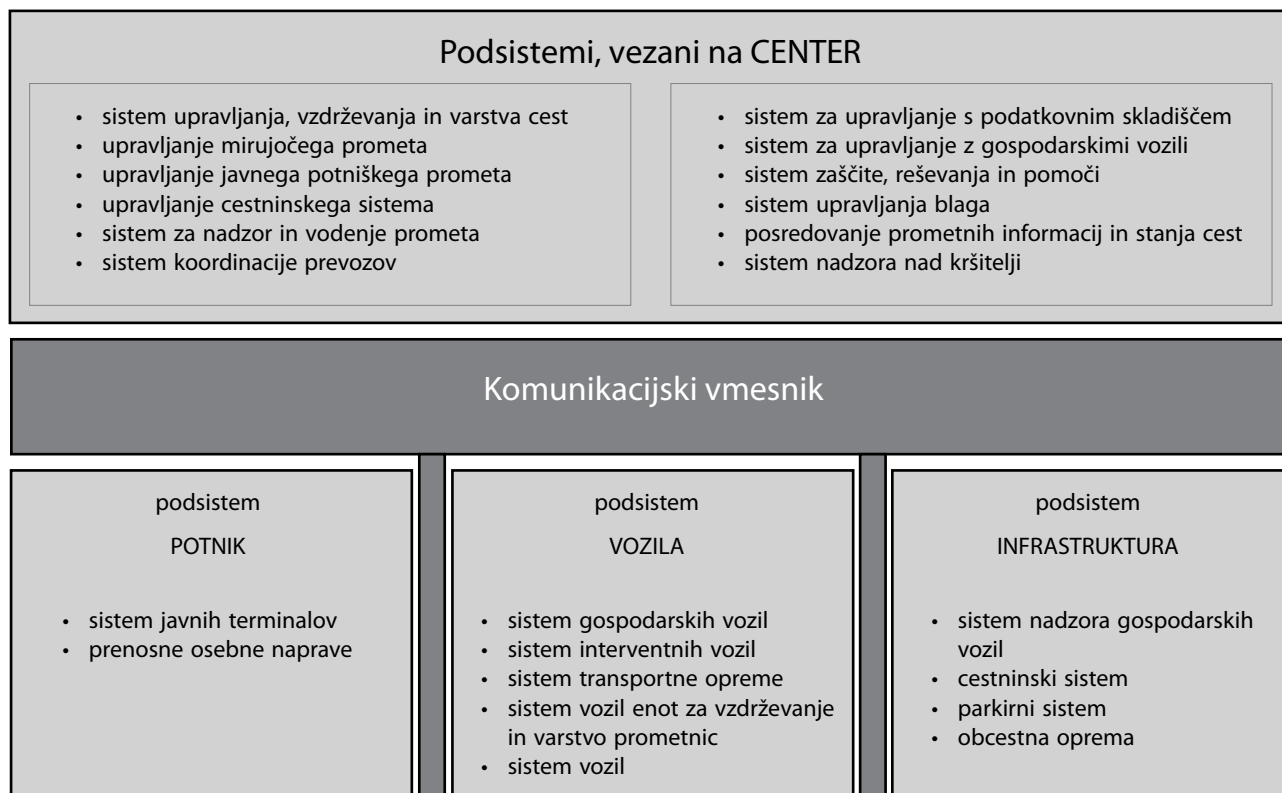 Podsistemi, vezani na CENTER
• sistem upravljanja, vzdrževanja in varstva cest
• upravljanje mirujočega prometa
• upravljanje javnega potniškega prometa
• upravljanje cestninskega sistema
• sistem za nadzor in vodenje prometa
• sistem koordinacije prevozov
• sistem za upravljanje s podatkovnim skladiščem
• sistem za upravljanje z gospodarskimi vozili
• sistem zaščite, reševanja in pomoči
• sistem upravljanja blaga
• posredovanje prometnih informacij in stanja cest
• sistem nadzora nad kršitelji
Komunikacijski vmesnik
podsistem
POTNIK
• sistem javnih terminalov
• prenosne osebne naprave
podsistem
VOZILA
• sistem gospodarskih vozil
• sistem interventnih vozil
• sistem transportne opreme
• sistem vozil enot za vzdrževanje
in varstvo prometnic
• sistem vozil
podsistem
INFRASTRUKTURA
• sistem nadzora gospodarskih
vozil
• cestninski sistem
• parkirni sistem
• obcestna oprema